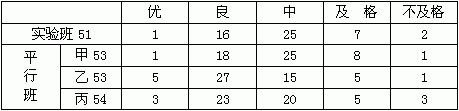 优 良 中 及 格 不及格
实验班 51 1 16 25 7 2
平行班 甲 53 1 18 25 8 1
乙 53 5 27 15 5 1
丙 54 3 23 20 5 3